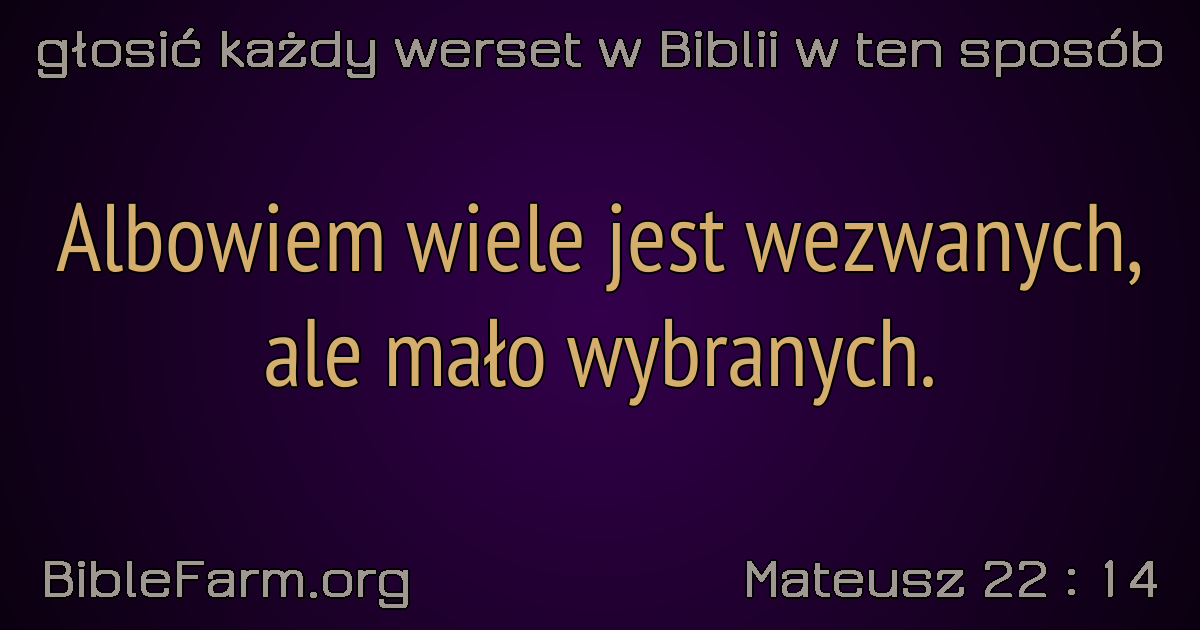 głosić każdy werset w Biblii w ten sposób
Albowiem wiele jest wezwanych,
ale mało wybranych.
BibleFarm.org
Mateusz 22 : 14